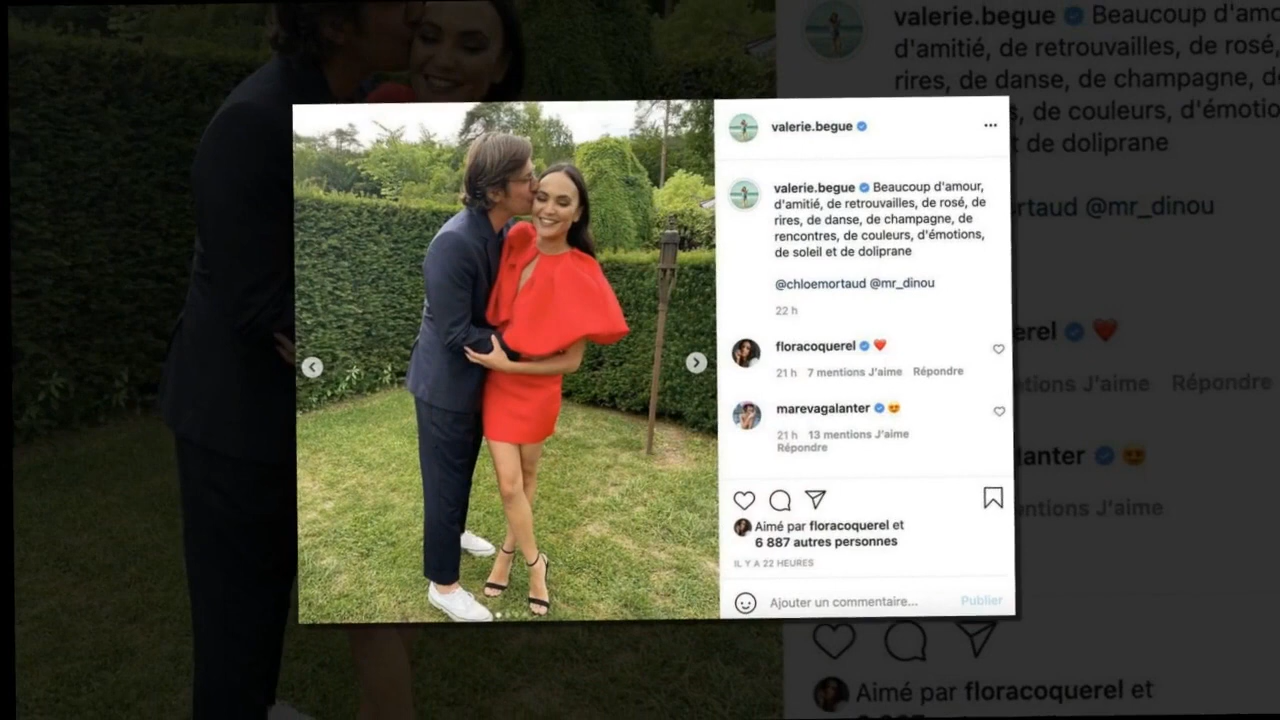 valerie.begue Beaucoup d'amo
d'amitié, de retrouvailles, de rosé,
rires, de danse, de champagne, d
s, de couleurs, d'émotio
t de doliprane
rtaud @mr_dinou
erel
ntions J'aime Répondre
lanter
ntions J'aime
Aimé par floracoquerel et
valerie.begue
valerie.begue Beaucoup d'amour,
d'amitié, de retrouvailles, de rosé, de
rires, de danse, de champagne, de
rencontres, de couleurs, d'émotions,
de soleil et de doliprane
@chloemortaud @mr_dinou
22 h
floracoquerel ❤️
21 h 7 mentions J'aime Répondre
marevagalanter 😍
21 h 13 mentions J'aime
Répondre
Aimé par floracoquerel et
6 887 autres personnes
IL Y A 22 HEURES
Ajouter un commentaire... Publier